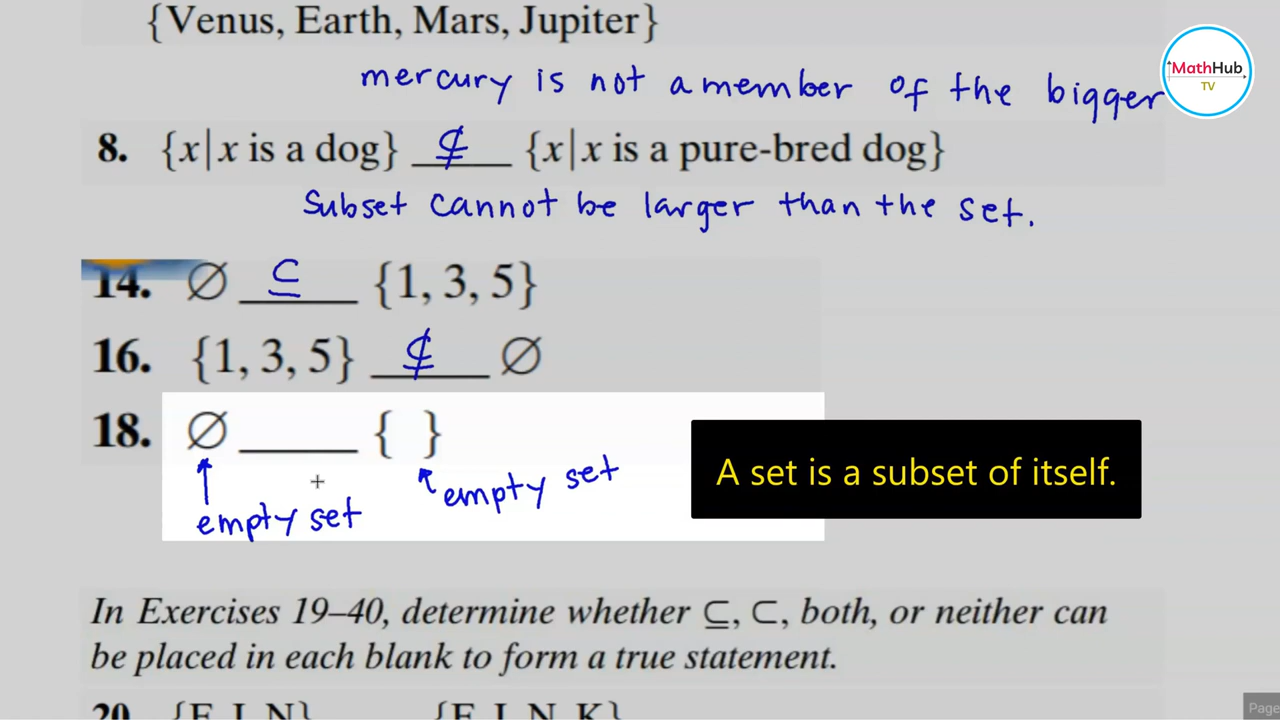 {Venus, Earth, Mars, Jupiter}
MathHub
TV
mercury is not a member of the bigger
8. {x|x is a dog} ⊈ {x|x is a pure-bred dog}
Subset cannot be larger than the set.
14. ∅ ⊆ {1, 3, 5}
16. {1, 3, 5} ⊈ ∅
18. ∅ _____ { }
empty set
empty set
A set is a subset of itself.
In Exercises 19–40, determine whether ⊆, ⊂, both, or neither can
be placed in each blank to form a true statement.
20. {F, I, N} {F, I, N, K}
Page